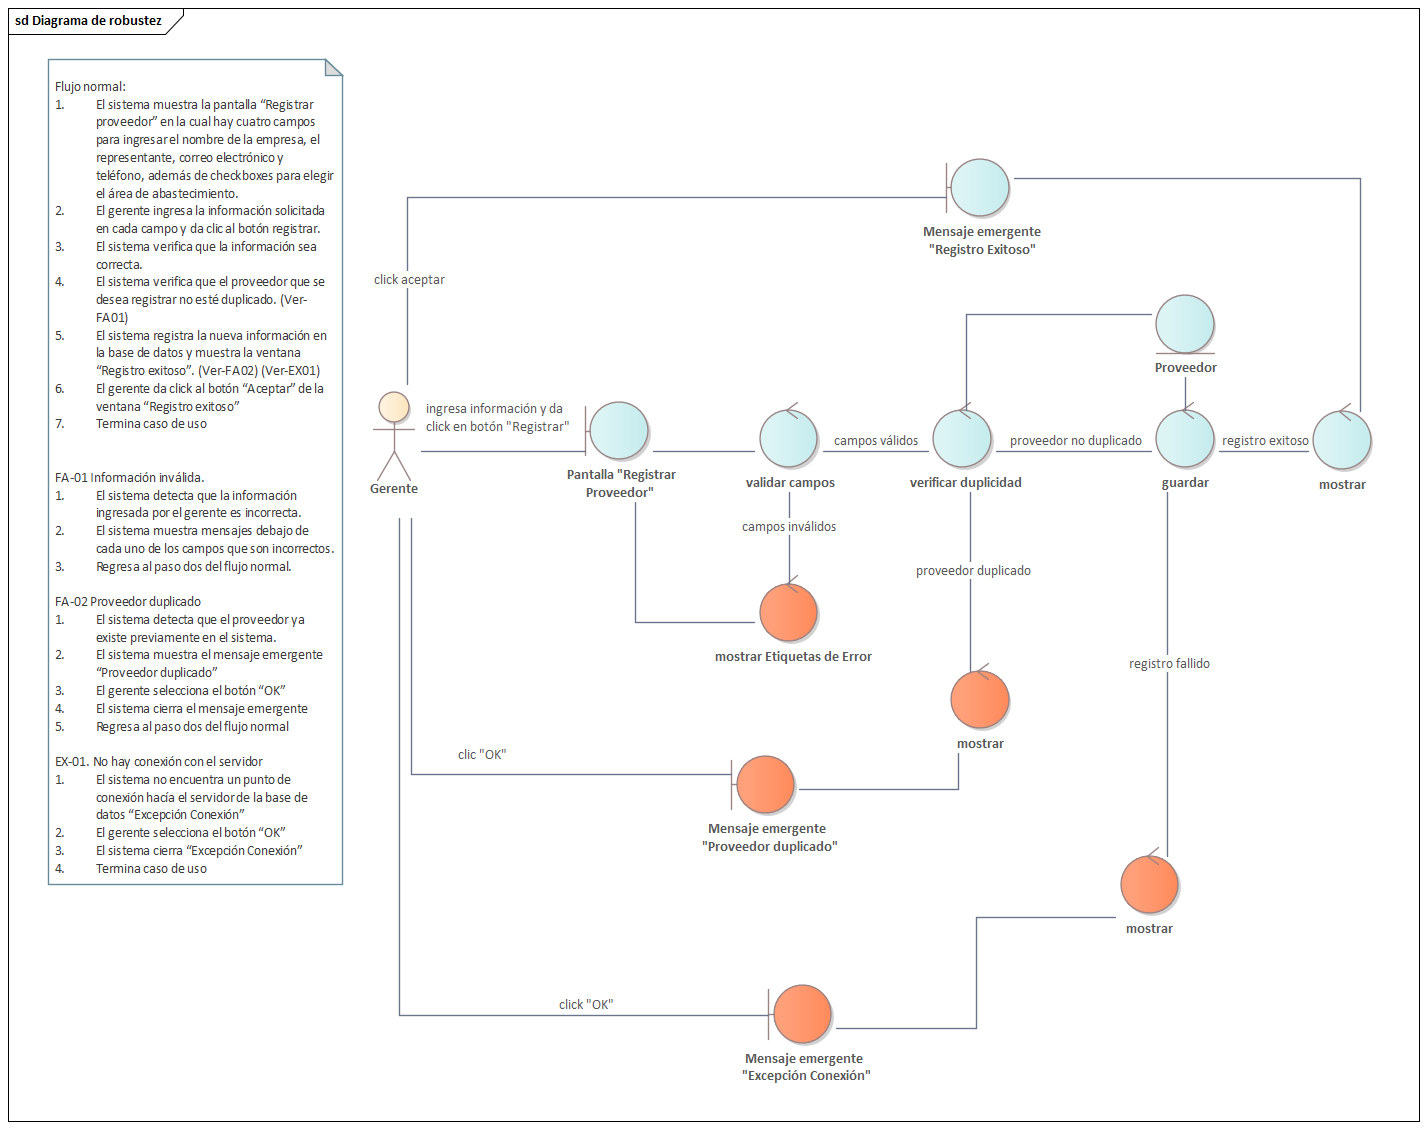 sd Diagrama de robustez
Flujo normal:
1. El sistema muestra la pantalla “Registrar
proveedor” en la cual hay cuatro campos
para ingresar el nombre de la empresa, el
representante, correo electrónico y
teléfono, además de checkboxes para elegir
el área de abastecimiento.
2. El gerente ingresa la información solicitada
en cada campo y da clic al botón registrar.
3. El sistema verifica que la información sea
correcta.
4. El sistema verifica que el proveedor que se
desea registrar no esté duplicado. (Ver-
FA01)
5. El sistema registra la nueva información en
la base de datos y muestra la ventana
“Registro exitoso”. (Ver-FA02) (Ver-EX01)
6. El gerente da click al botón “Aceptar” de la
ventana “Registro exitoso”
7. Termina caso de uso
FA-01 Información inválida.
1. El sistema detecta que la información
ingresada por el gerente es incorrecta.
2. El sistema muestra mensajes debajo de
cada uno de los campos que son incorrectos.
3. Regresa al paso dos del flujo normal.
FA-02 Proveedor duplicado
1. El sistema detecta que el proveedor ya
existe previamente en el sistema.
2. El sistema muestra el mensaje emergente
“Proveedor duplicado”
3. El gerente selecciona el botón “OK”
4. El sistema cierra el mensaje emergente
5. Regresa al paso dos del flujo normal
EX-01. No hay conexión con el servidor
1. El sistema no encuentra un punto de
conexión hacía el servidor de la base de
datos “Excepción Conexión”
2. El gerente selecciona el botón “OK”
3. El sistema cierra “Excepción Conexión”
4. Termina caso de uso
Mensaje emergente
"Registro Exitoso"
click aceptar
Proveedor
Gerente
ingresa información y da
click en botón "Registrar"
Pantalla "Registrar
Proveedor"
validar campos
campos válidos
verificar duplicidad
proveedor no duplicado
guardar
registro exitoso
mostrar
campos inválidos
mostrar Etiquetas de Error
proveedor duplicado
mostrar
registro fallido
clic "OK"
Mensaje emergente
"Proveedor duplicado"
mostrar
click "OK"
Mensaje emergente
"Excepción Conexión"